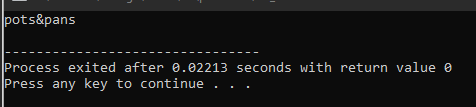 pots&pans
--------------------------------
Process exited after 0.02213 seconds with return value 0
Press any key to continue . . .